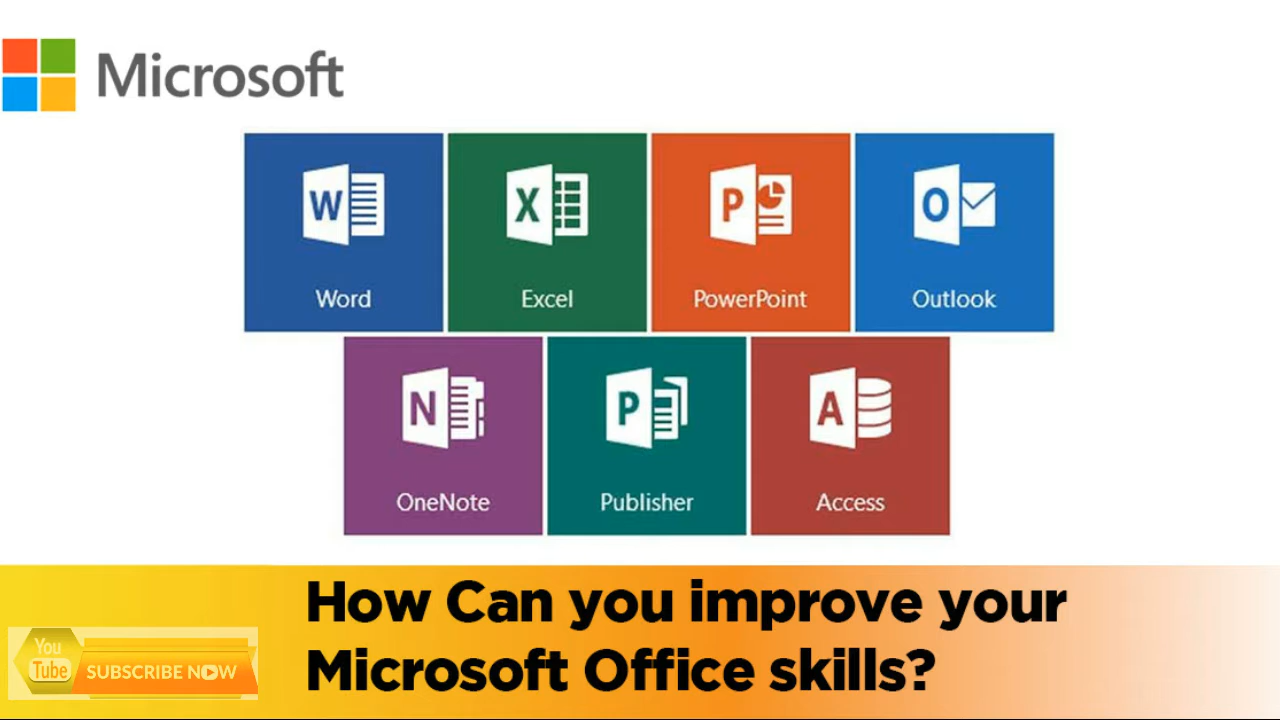 Microsoft
W
X
P
O
Word
Excel
PowerPoint
Outlook
N
P
A
OneNote
Publisher
Access
How Can you improve your
Microsoft Office skills?
You
Tube
SUBSCRIBE NOW